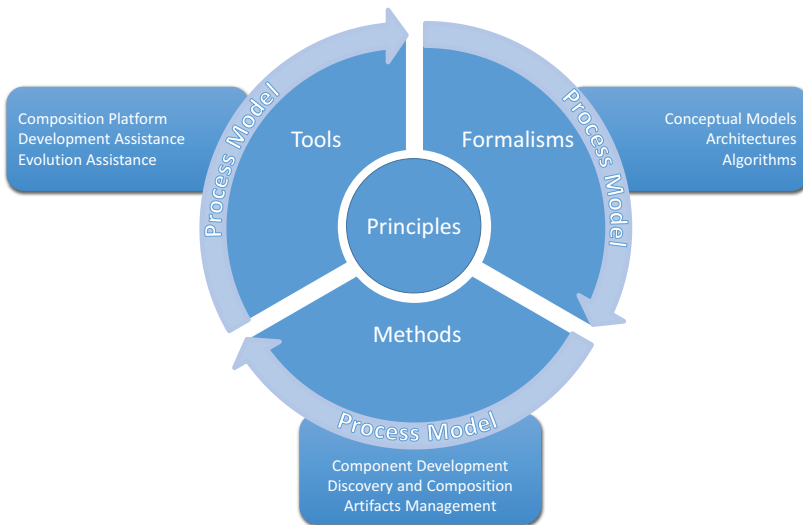 Composition Platform
Development Assistance
Evolution Assistance
Process Model
Tools
Formalisms
Process Model
Conceptual Models
Architectures
Algorithms
Principles
Methods
Process Model
Component Development
Discovery and Composition
Artifacts Management